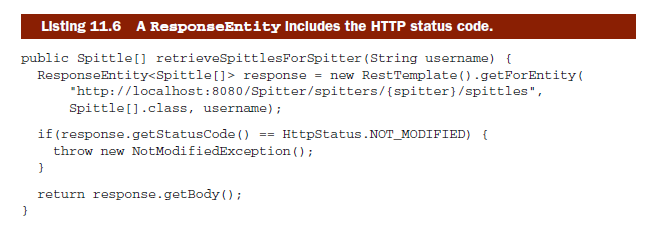 Listing 11.6 A ResponseEntity includes the HTTP status code.
public Spittle[] retrieveSpittlesForSpitter(String username) {
  ResponseEntity<Spittle[]> response = new RestTemplate().getForEntity(
      "http://localhost:8080/Spitter/spitters/{spitter}/spittles",
      Spittle[].class, username);
  if(response.getStatusCode() == HttpStatus.NOT_MODIFIED) {
    throw new NotModifiedException();
  }
  return response.getBody();
}